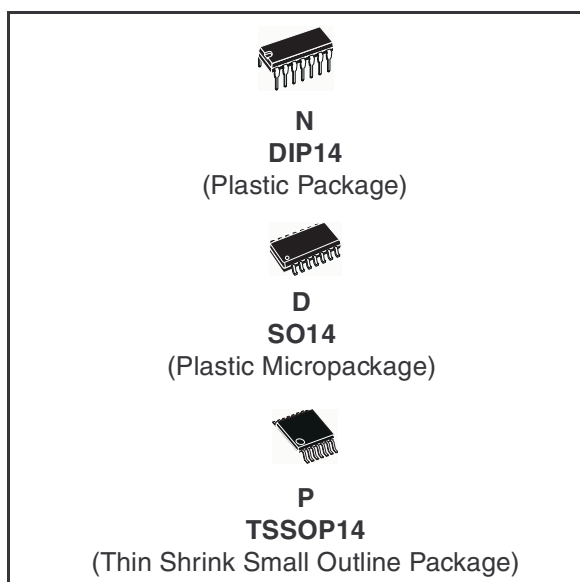 N
DIP14
(Plastic Package)
D
SO14
(Plastic Micropackage)
P
TSSOP14
(Thin Shrink Small Outline Package)